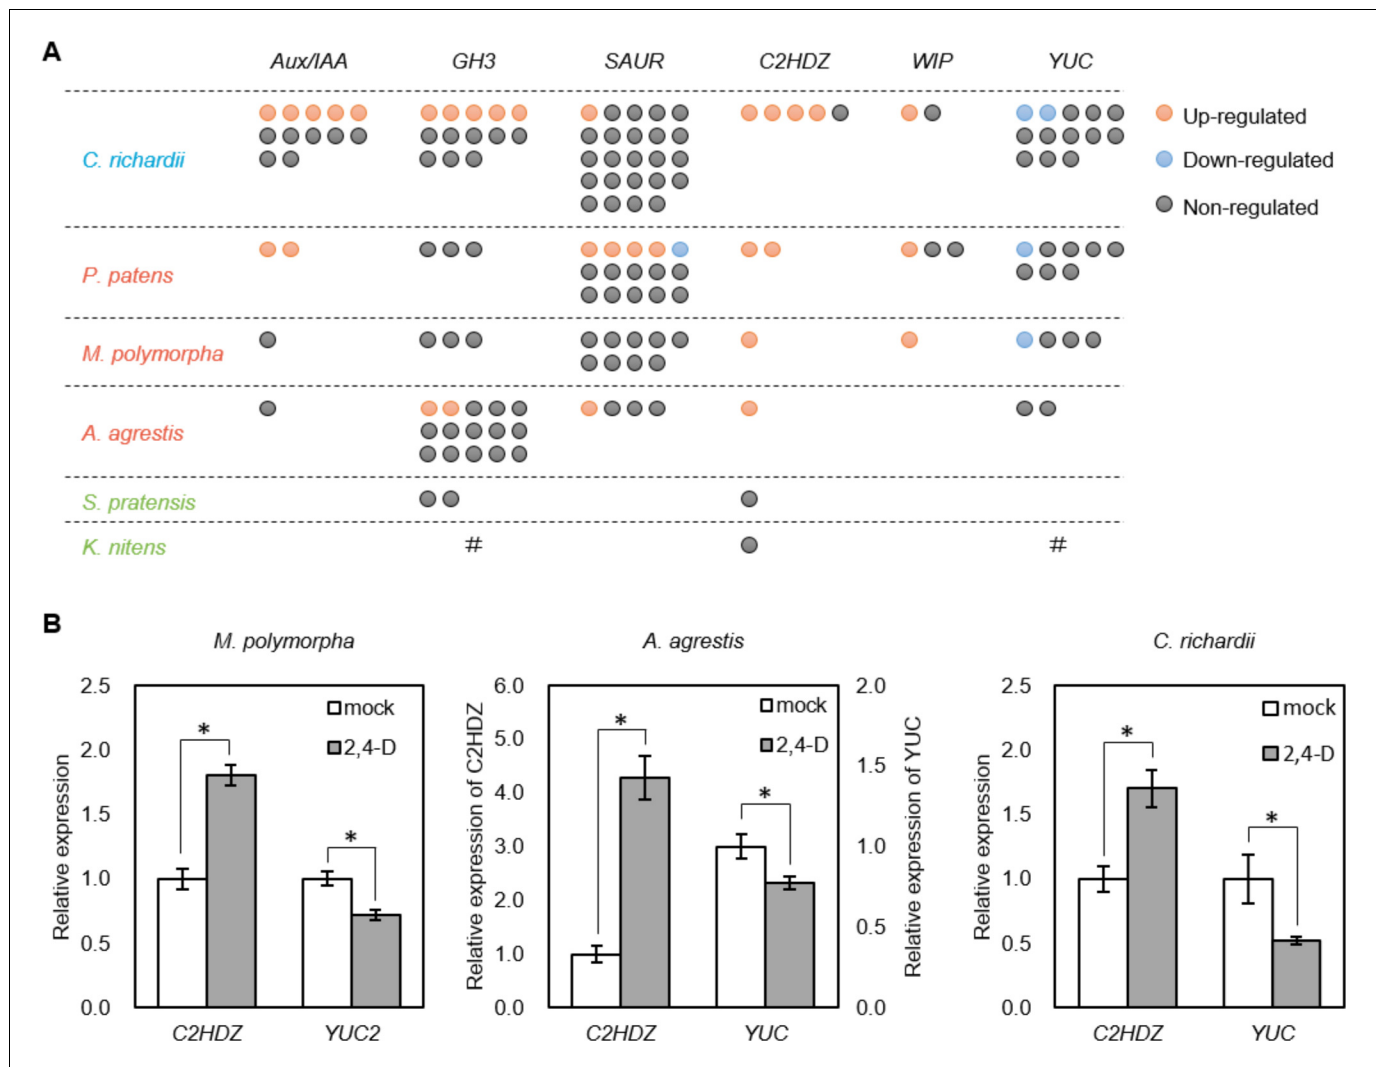 A
Aux/IAA GH3 SAUR C2HDZ WIP YUC
C. richardii
P. patens
M. polymorpha
A. agrestis
S. pratensis
K. nitens # #
Up-regulated
Down-regulated
Non-regulated
B
M. polymorpha
Relative expression
2.5
2.0
1.5
1.0
0.5
0.0
mock
2,4-D
*
*
C2HDZ YUC2
A. agrestis
Relative expression of C2HDZ
6.0
5.0
4.0
3.0
2.0
1.0
0.0
mock
2,4-D
*
*
C2HDZ YUC
2.0
1.5
1.0
0.5
0.0
Relative expression of YUC
C. richardii
Relative expression
2.5
2.0
1.5
1.0
0.5
0.0
mock
2,4-D
*
*
C2HDZ YUC